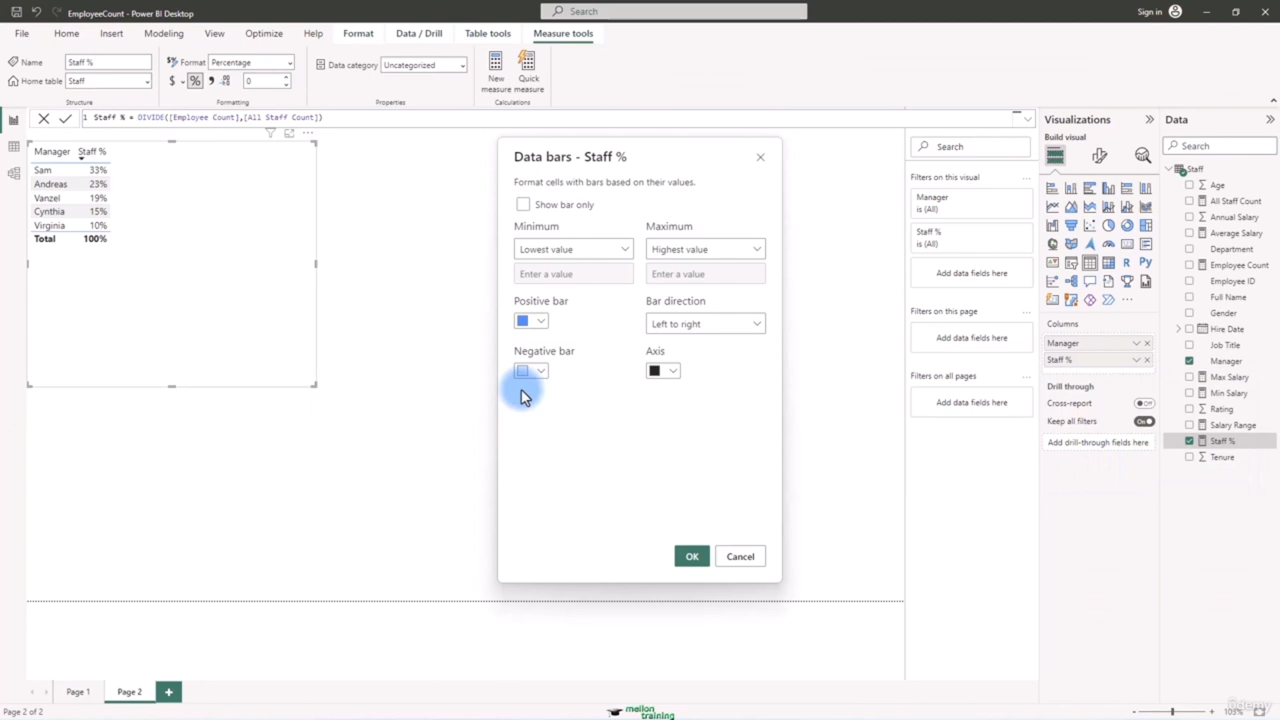 EmployeeCount - Power BI Desktop
Search
Sign in
File Home Insert Modeling View Optimize Help Format Data / Drill Table tools Measure tools
Name Staff %
Home table Staff
Structure
Format Percentage
$ % 0
Formatting
Data category Uncategorized
Properties
New measure
Quick measure
Calculations
1 Staff % = DIVIDE([Employee Count],[All Staff Count])
Manager Staff %
Sam 33%
Andreas 23%
Vanzel 19%
Cynthia 15%
Virginia 10%
Total 100%
Data bars - Staff %
Format cells with bars based on their values.
Show bar only
Minimum Maximum
Lowest value Highest value
Enter a value Enter a value
Positive bar Bar direction
Left to right
Negative bar Axis
OK Cancel
Search
Filters on this visual
Manager
is (All)
Staff %
is (All)
Add data fields here
Filters on this page
Add data fields here
Filters on all pages
Add data fields here
Visualizations
Build visual
R Py
Columns
Manager
Staff %
Drill through
Cross-report Off
Keep all filters On
Add drill-through fields here
Data
Search
Staff
Age
All Staff Count
Annual Salary
Average Salary
Department
Employee Count
Employee ID
Full Name
Gender
Hire Date
Job Title
Manager
Max Salary
Min Salary
Rating
Salary Range
Staff %
Tenure
Page 1 Page 2
Page 2 of 2
mellon
training
103%